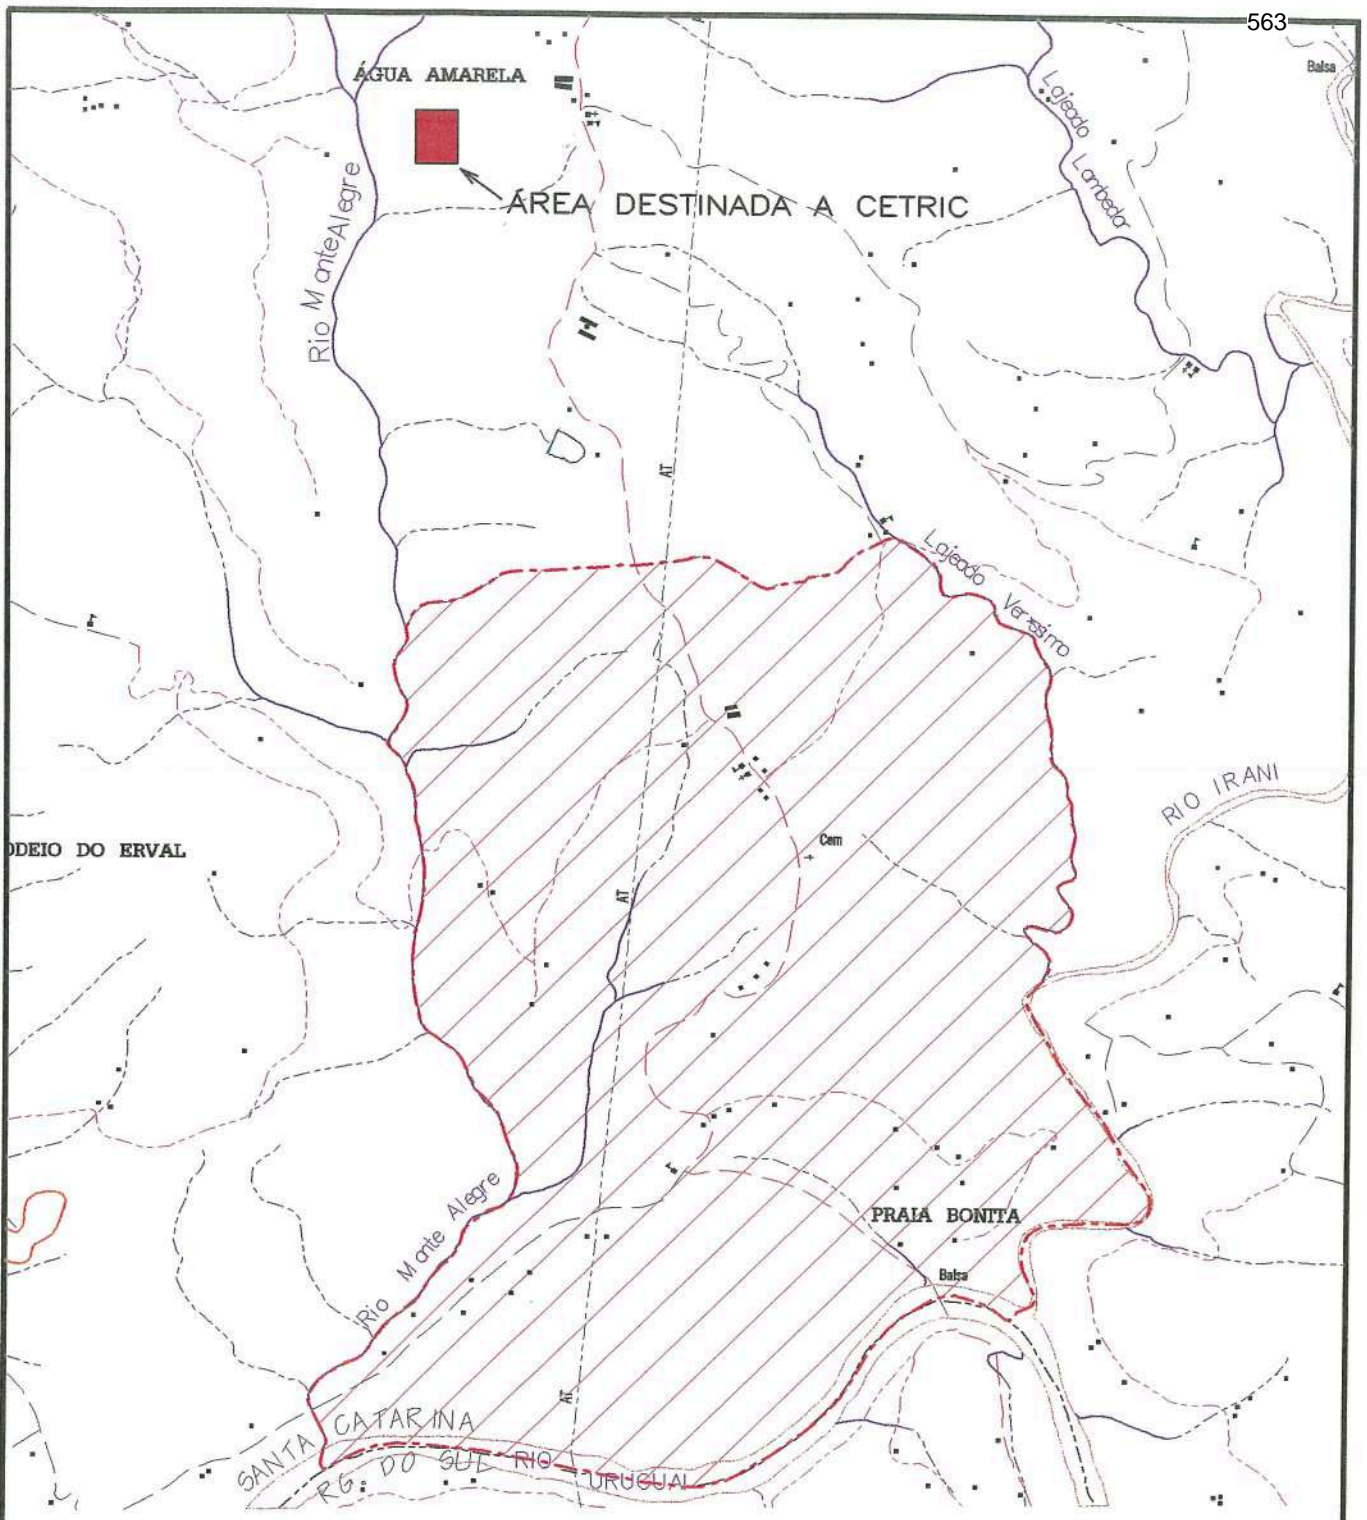 563
Balsa
ÁGUA AMARELA
Lajeado
Lambedor
ÁREA DESTINADA A CETRIC
Rio Monte Alegre
AT
Lajeado Veríssimo
RIO IRANI
ODEIO DO ERVAL
Cem
AT
Rio Monte Alegre
PRAIA BONITA
Balsa
AT
SANTA CATARINA
RG. DO SUL RIO URUGUAI